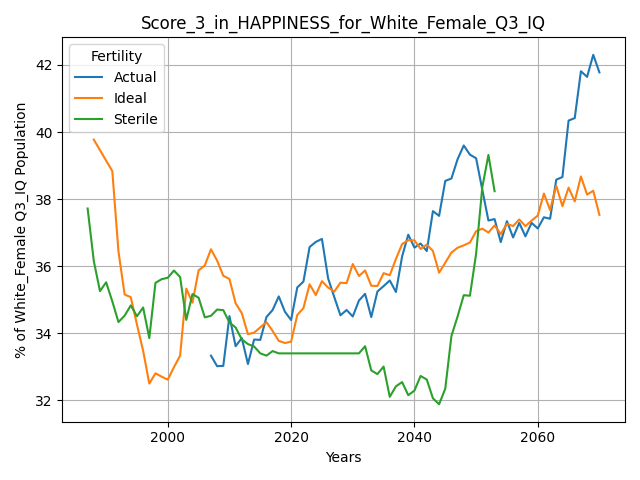 Score_3_in_HAPPINESS_for_White_Female_Q3_IQ
Fertility
Actual
Ideal
Sterile
% of White_Female Q3_IQ Population
42
40
38
36
34
32
2000
2020
2040
2060
Years